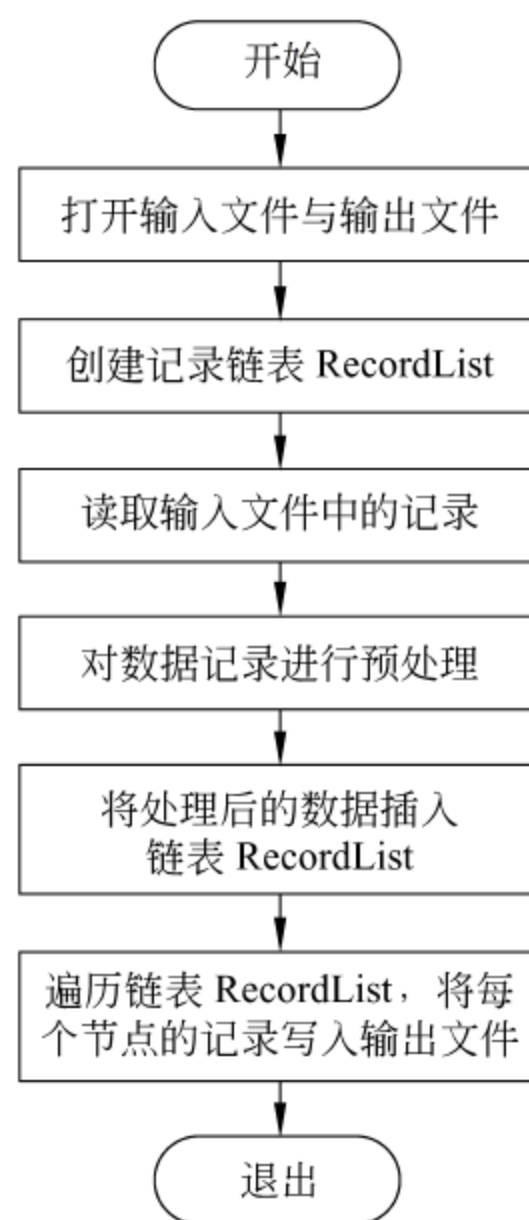 开始
打开输入文件与输出文件
创建记录链表 RecordList
读取输入文件中的记录
对数据记录进行预处理
将处理后的数据插入
链表 RecordList
遍历链表 RecordList，将每
个节点的记录写入输出文件
退出